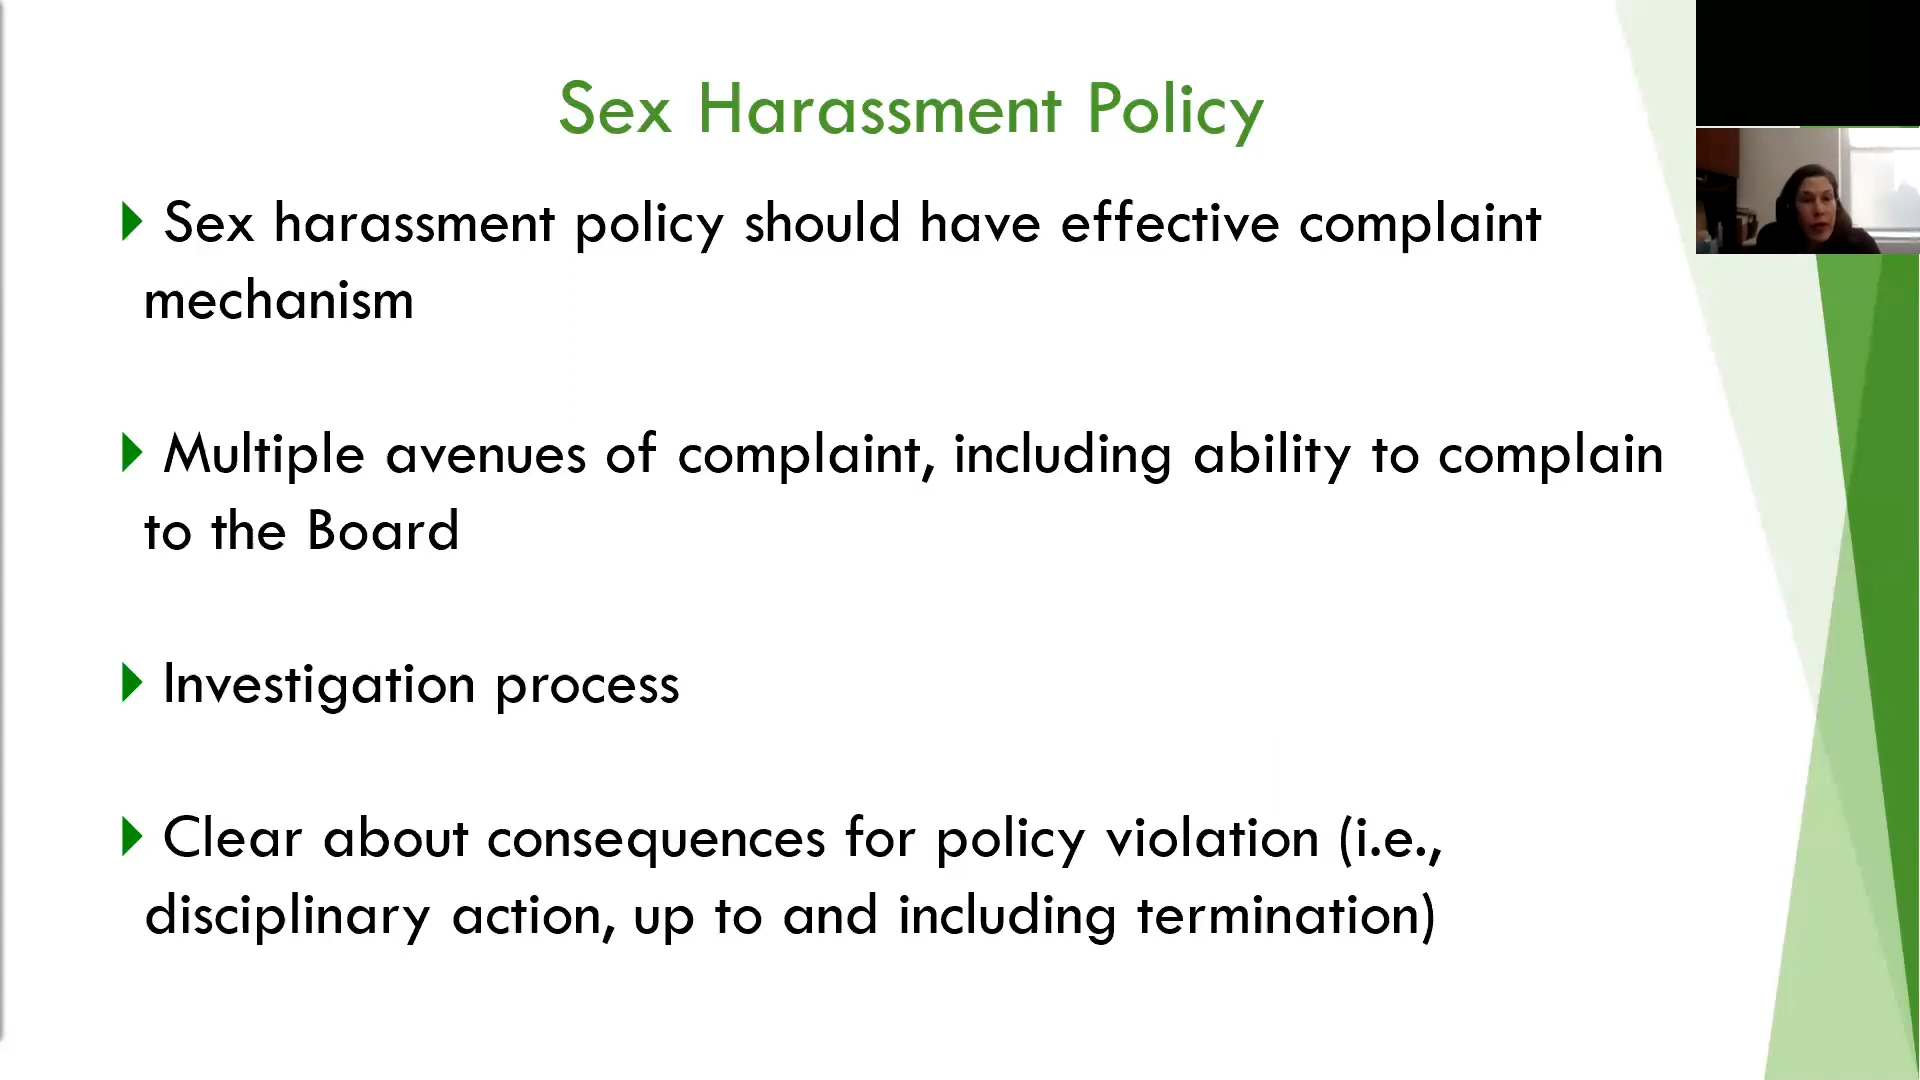 Sex Harassment Policy
Sex harassment policy should have effective complaint
mechanism
Multiple avenues of complaint, including ability to complain
to the Board
Investigation process
Clear about consequences for policy violation (i.e.,
disciplinary action, up to and including termination)